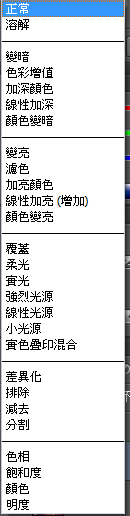 正常
溶解
變暗
色彩增值
加深顏色
線性加深
顏色變暗
變亮
濾色
加亮顏色
線性加亮 (增加)
顏色變亮
覆蓋
柔光
實光
強烈光源
線性光源
小光源
實色疊印混合
差異化
排除
減去
分割
色相
飽和度
顏色
明度